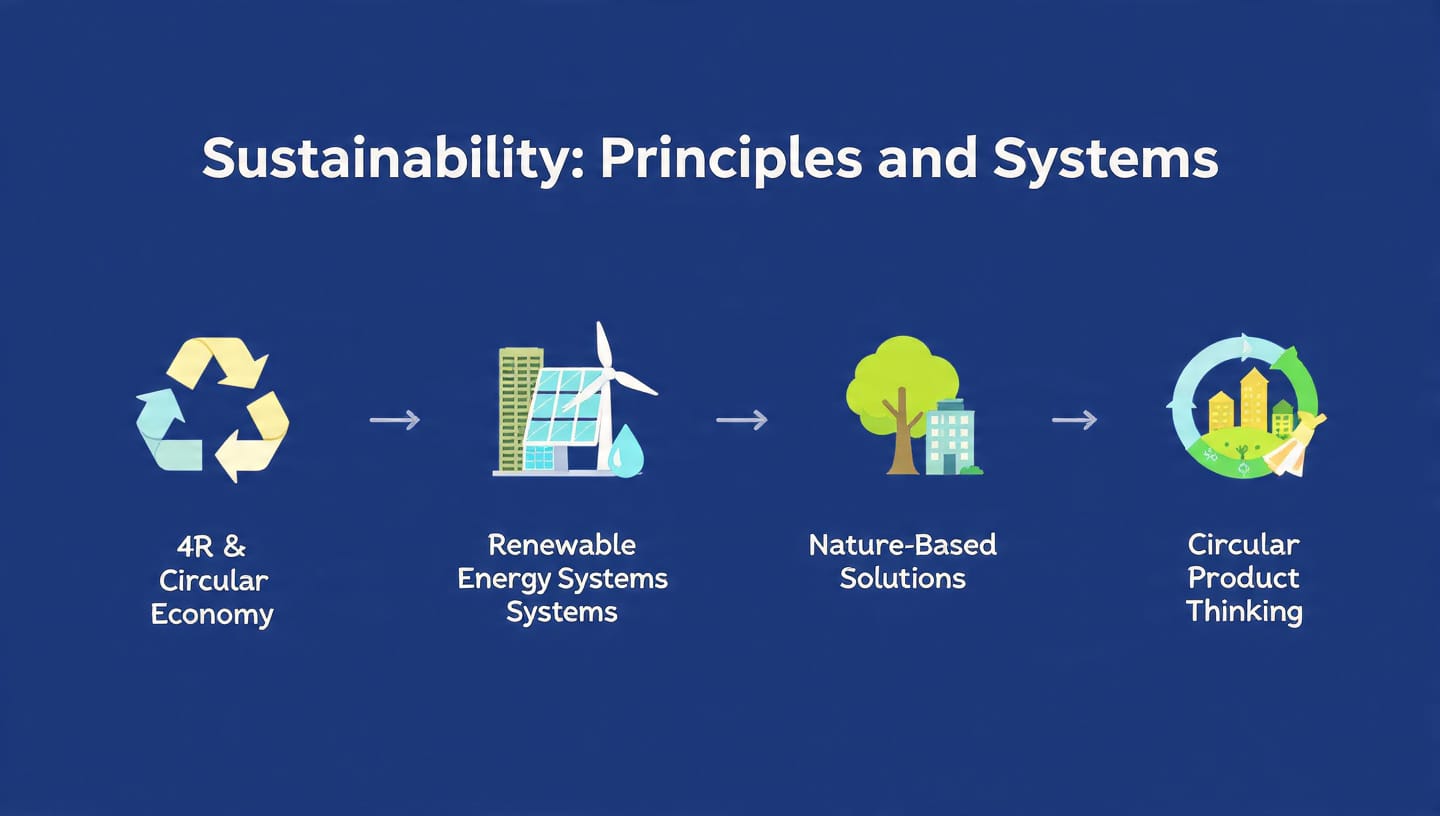 Sustainability: Principles and Systems
4R &
Circular
Economy
Renewable
Energy Systems
Systems
Nature-Based
Solutions
Circular
Product
Thinking